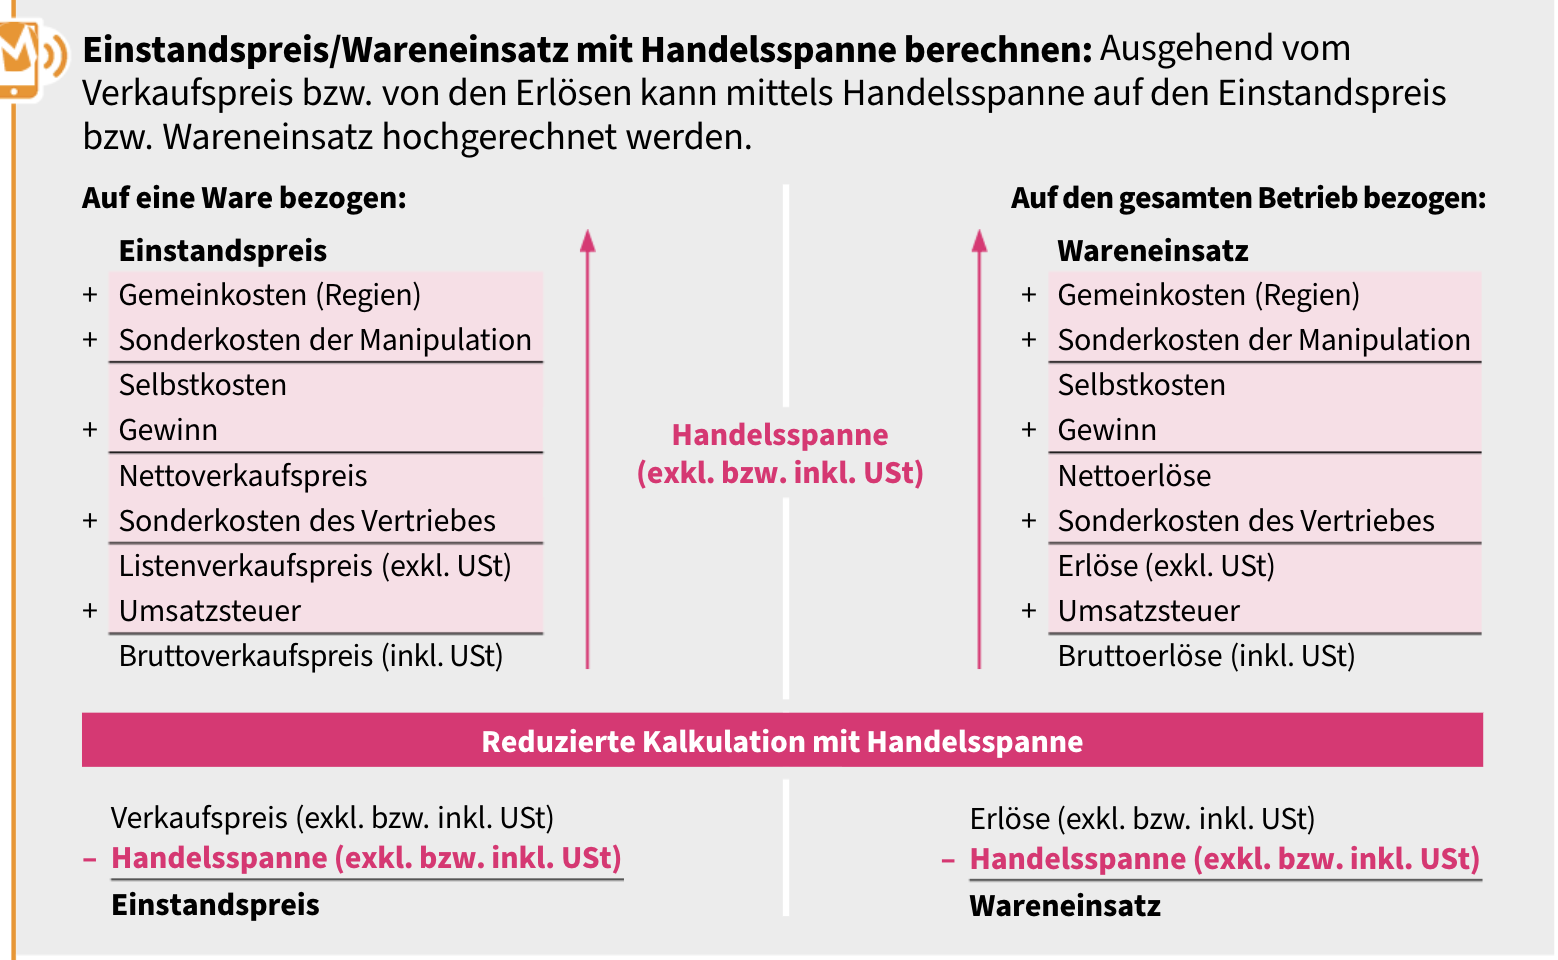 Einstandspreis/Wareneinsatz mit Handelsspanne berechnen: Ausgehend vom
Verkaufspreis bzw. von den Erlösen kann mittels Handelsspanne auf den Einstandspreis
bzw. Wareneinsatz hochgerechnet werden.
Auf eine Ware bezogen:
Einstandspreis
+ Gemeinkosten (Regien)
+ Sonderkosten der Manipulation
Selbstkosten
+ Gewinn
Nettoverkaufspreis
+ Sonderkosten des Vertriebes
Listenverkaufspreis (exkl. USt)
+ Umsatzsteuer
Bruttoverkaufspreis (inkl. USt)
Handelsspanne
(exkl. bzw. inkl. USt)
Auf den gesamten Betrieb bezogen:
Wareneinsatz
+ Gemeinkosten (Regien)
+ Sonderkosten der Manipulation
Selbstkosten
+ Gewinn
Nettoerlöse
+ Sonderkosten des Vertriebes
Erlöse (exkl. USt)
+ Umsatzsteuer
Bruttoerlöse (inkl. USt)
Reduzierte Kalkulation mit Handelsspanne
Verkaufspreis (exkl. bzw. inkl. USt)
– Handelsspanne (exkl. bzw. inkl. USt)
Einstandspreis
Erlöse (exkl. bzw. inkl. USt)
– Handelsspanne (exkl. bzw. inkl. USt)
Wareneinsatz